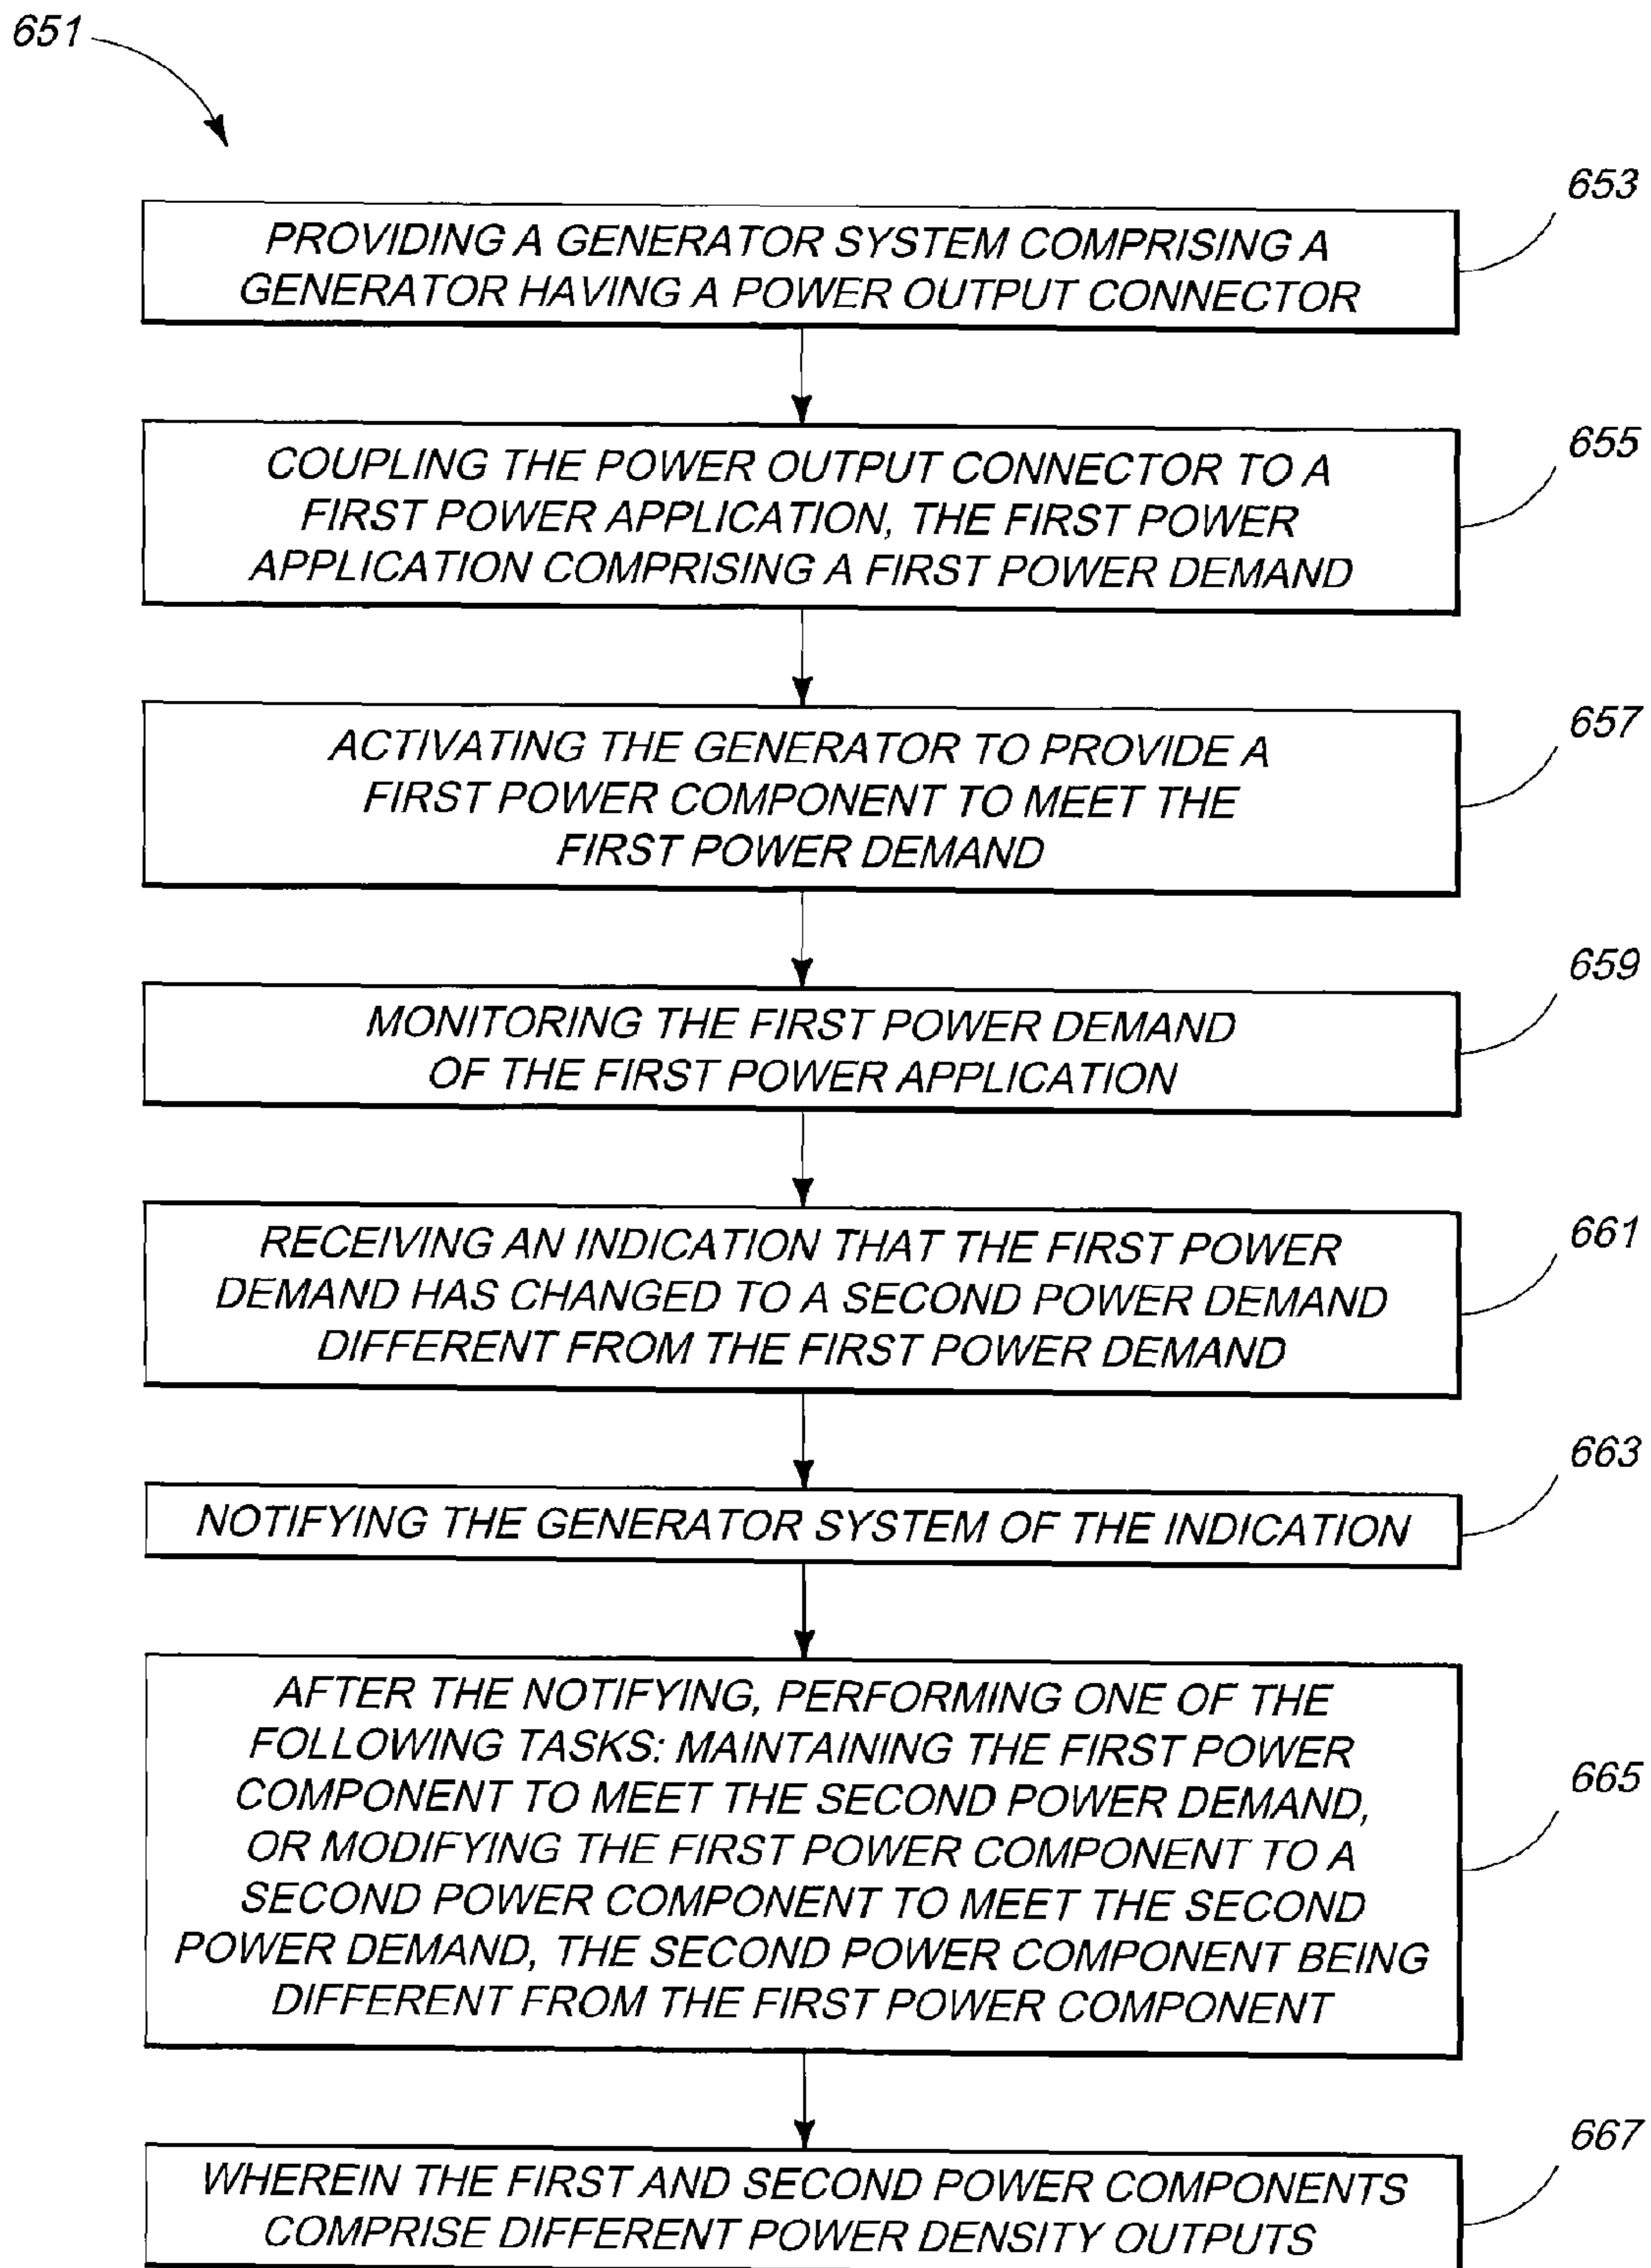 651
653
PROVIDING A GENERATOR SYSTEM COMPRISING A
GENERATOR HAVING A POWER OUTPUT CONNECTOR
655
COUPLING THE POWER OUTPUT CONNECTOR TO A
FIRST POWER APPLICATION, THE FIRST POWER
APPLICATION COMPRISING A FIRST POWER DEMAND
657
ACTIVATING THE GENERATOR TO PROVIDE A
FIRST POWER COMPONENT TO MEET THE
FIRST POWER DEMAND
659
MONITORING THE FIRST POWER DEMAND
OF THE FIRST POWER APPLICATION
661
RECEIVING AN INDICATION THAT THE FIRST POWER
DEMAND HAS CHANGED TO A SECOND POWER DEMAND
DIFFERENT FROM THE FIRST POWER DEMAND
663
NOTIFYING THE GENERATOR SYSTEM OF THE INDICATION
665
AFTER THE NOTIFYING, PERFORMING ONE OF THE
FOLLOWING TASKS: MAINTAINING THE FIRST POWER
COMPONENT TO MEET THE SECOND POWER DEMAND,
OR MODIFYING THE FIRST POWER COMPONENT TO A
SECOND POWER COMPONENT TO MEET THE SECOND
POWER DEMAND, THE SECOND POWER COMPONENT BEING
DIFFERENT FROM THE FIRST POWER COMPONENT
667
WHEREIN THE FIRST AND SECOND POWER COMPONENTS
COMPRISE DIFFERENT POWER DENSITY OUTPUTS